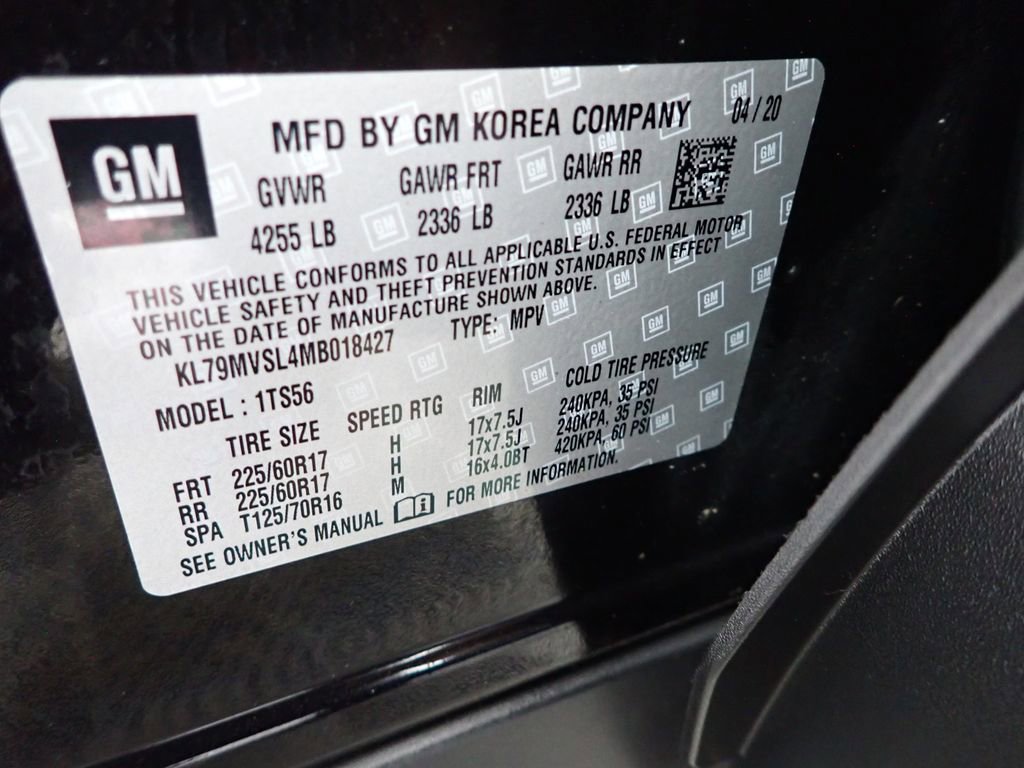 GM
MFD BY GM KOREA COMPANY 04/20
GVWR GAWR FRT GAWR RR
4255 LB 2336 LB 2336 LB
THIS VEHICLE CONFORMS TO ALL APPLICABLE U.S. FEDERAL MOTOR
VEHICLE SAFETY AND THEFT PREVENTION STANDARDS IN EFFECT
ON THE DATE OF MANUFACTURE SHOWN ABOVE.
KL79MVSL4MB018427 TYPE: MPV
MODEL : 1TS56
TIRE SIZE SPEED RTG RIM COLD TIRE PRESSURE
FRT 225/60R17 H 17x7.5J 240KPA, 35 PSI
RR 225/60R17 H 17x7.5J 240KPA, 35 PSI
SPA T125/70R16 M 16x4.0BT 420KPA, 60 PSI
SEE OWNER'S MANUAL i FOR MORE INFORMATION.